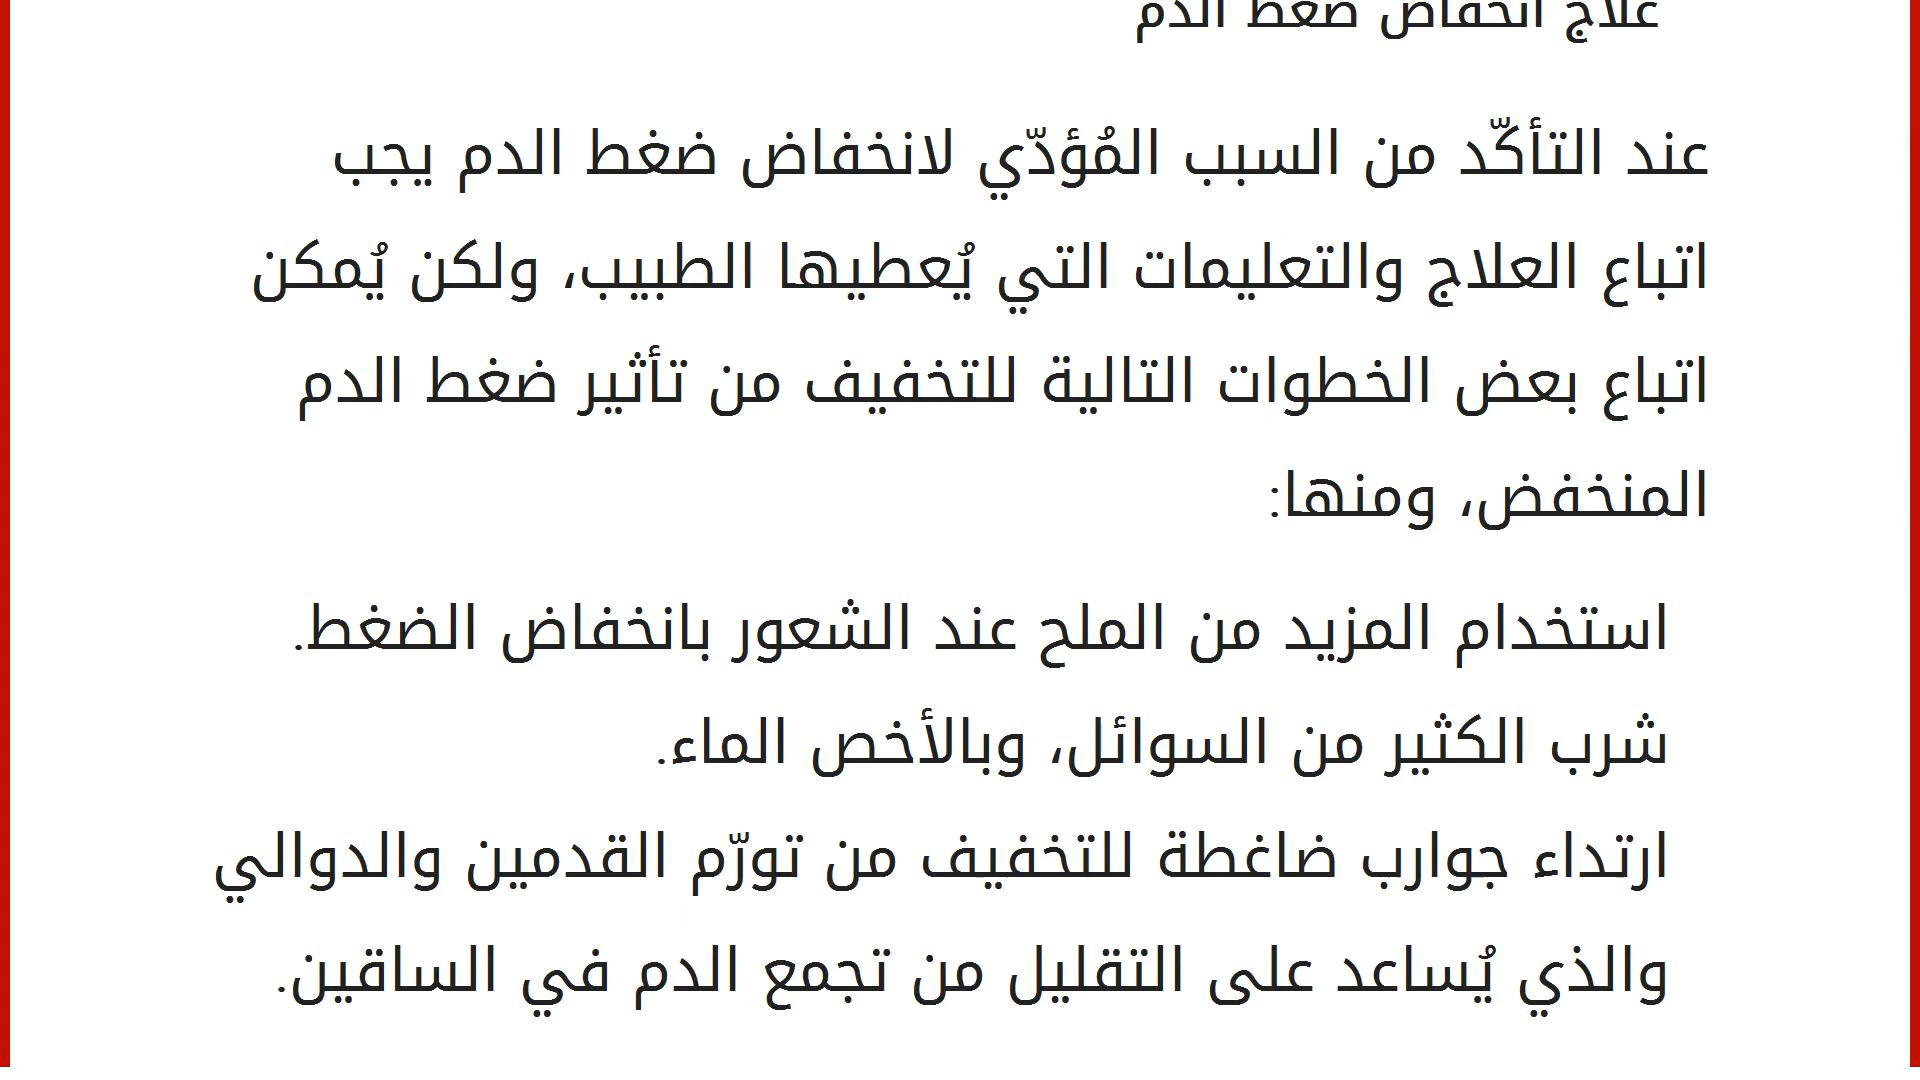 علاج انخفاض ضغط الدم
عند التأكّد من السبب المُؤدّي لانخفاض ضغط الدم يجب
اتباع العلاج والتعليمات التي يُعطيها الطبيب، ولكن يُمكن
اتباع بعض الخطوات التالية للتخفيف من تأثير ضغط الدم
المنخفض، ومنها:
استخدام المزيد من الملح عند الشعور بانخفاض الضغط.
شرب الكثير من السوائل، وبالأخص الماء.
ارتداء جوارب ضاغطة للتخفيف من تورّم القدمين والدوالي
والذي يُساعد على التقليل من تجمع الدم في الساقين.